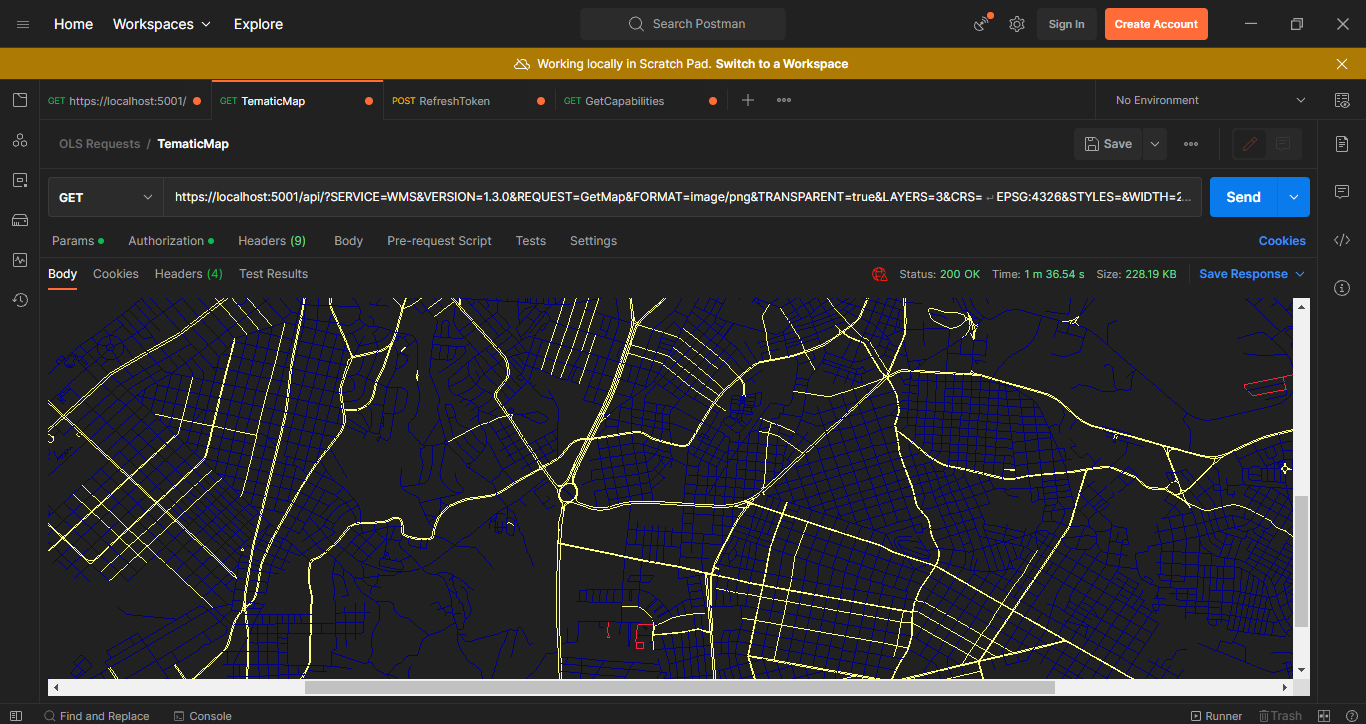 Home Workspaces Explore Search Postman Sign In Create Account
Working locally in Scratch Pad. Switch to a Workspace
GET https://localhost:5001/ GET TematicMap POST RefreshToken GET GetCapabilities No Environment
OLS Requests / TematicMap Save
GET https://localhost:5001/api/?SERVICE=WMS&VERSION=1.3.0&REQUEST=GetMap&FORMAT=image/png&TRANSPARENT=true&LAYERS=3&CRS= ↵ EPSG:4326&STYLES=&WIDTH=2... Send
Params Authorization Headers (9) Body Pre-request Script Tests Settings Cookies
Body Cookies Headers (4) Test Results Status: 200 OK Time: 1 m 36.54 s Size: 228.19 KB Save Response
Find and Replace Console Runner Trash